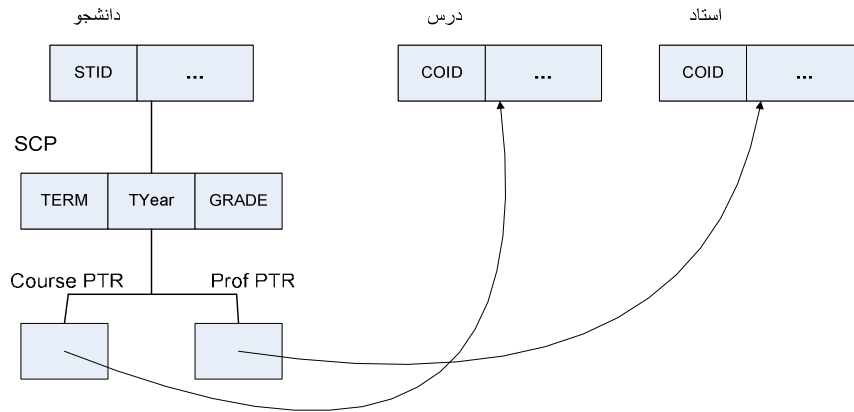 دانشجو
درس
استاد
STID ...
COID ...
COID ...
SCP
TERM TYear GRADE
Course PTR
Prof PTR